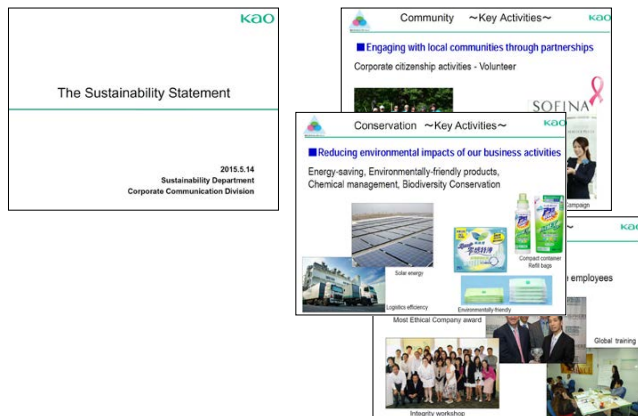 Kao
The Sustainability Statement
2015.5.14
Sustainability Department
Corporate Communication Division
Community ～Key Activities～
Kao
■Engaging with local communities through partnerships
Corporate citizenship activities - Volunteer
SOFINA
Campaign
Conservation ～Key Activities～
Kao
■Reducing environmental impacts of our business activities
Energy-saving, Environmentally-friendly products,
Chemical management, Biodiversity Conservation
Solar energy
Compact container
Refill bags
Logistics efficiency
Environmentally-friendly
～
Kao
employees
Most Ethical Company award
Global training
Integrity workshop